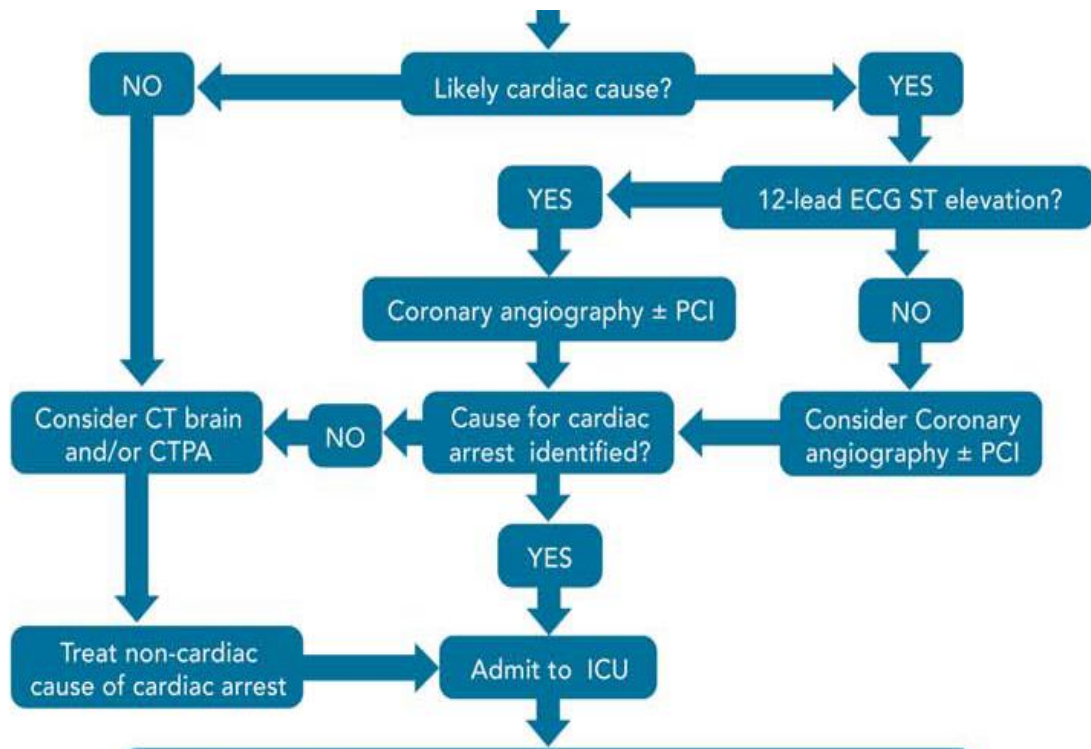 NO
Likely cardiac cause?
YES
YES
12-lead ECG ST elevation?
Coronary angiography ± PCI
NO
Consider CT brain
and/or CTPA
NO
Cause for cardiac
arrest identified?
Consider Coronary
angiography ± PCI
YES
Treat non-cardiac
cause of cardiac arrest
Admit to ICU